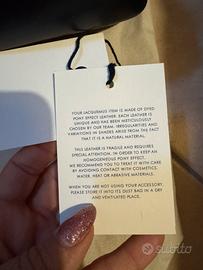 YOUR JACQUEMUS ITEM IS MADE OF DYED
PONY EFFECT LEATHER. EACH LEATHER IS
UNIQUE AND HAS BEEN METICULOUSLY
CHOSEN BY OUR TEAM. IRREGULARITIES AND
VARIATIONS IN SHADES ARISE FROM THE FACT
THAT IT IS A NATURAL MATERIAL.
THIS LEATHER IS FRAGILE AND REQUIRES
SPECIAL ATTENTION. IN ORDER TO KEEP AN
HOMOGENEOUS PONY EFFECT.
WE RECOMMEND YOU TO TREAT IT WITH CARE
BY AVOIDING CONTACT WITH COSMETICS,
WATER, HEAT OR ABRASIVE MATERIALS.
WHEN YOU ARE NOT USING YOUR ACCESSORY,
PLEASE STORE IT INTO ITS DUST BAG IN A DRY
AND VENTILATED PLACE.
subito